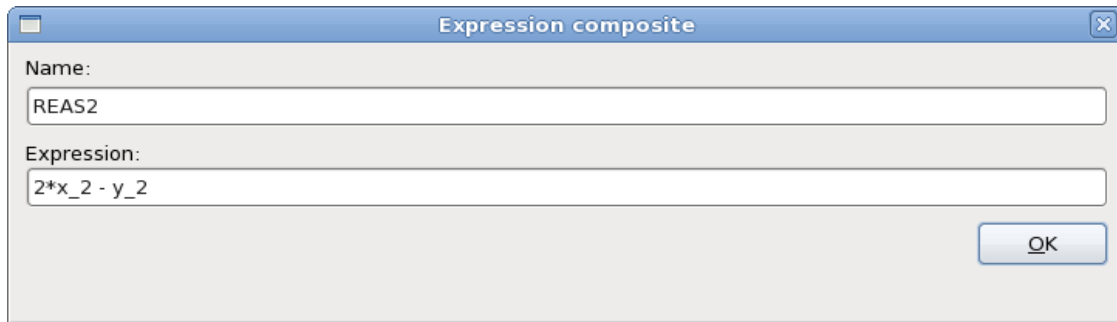 Expression composite
Name:
REAS2
Expression:
2*x_2 - y_2
OK